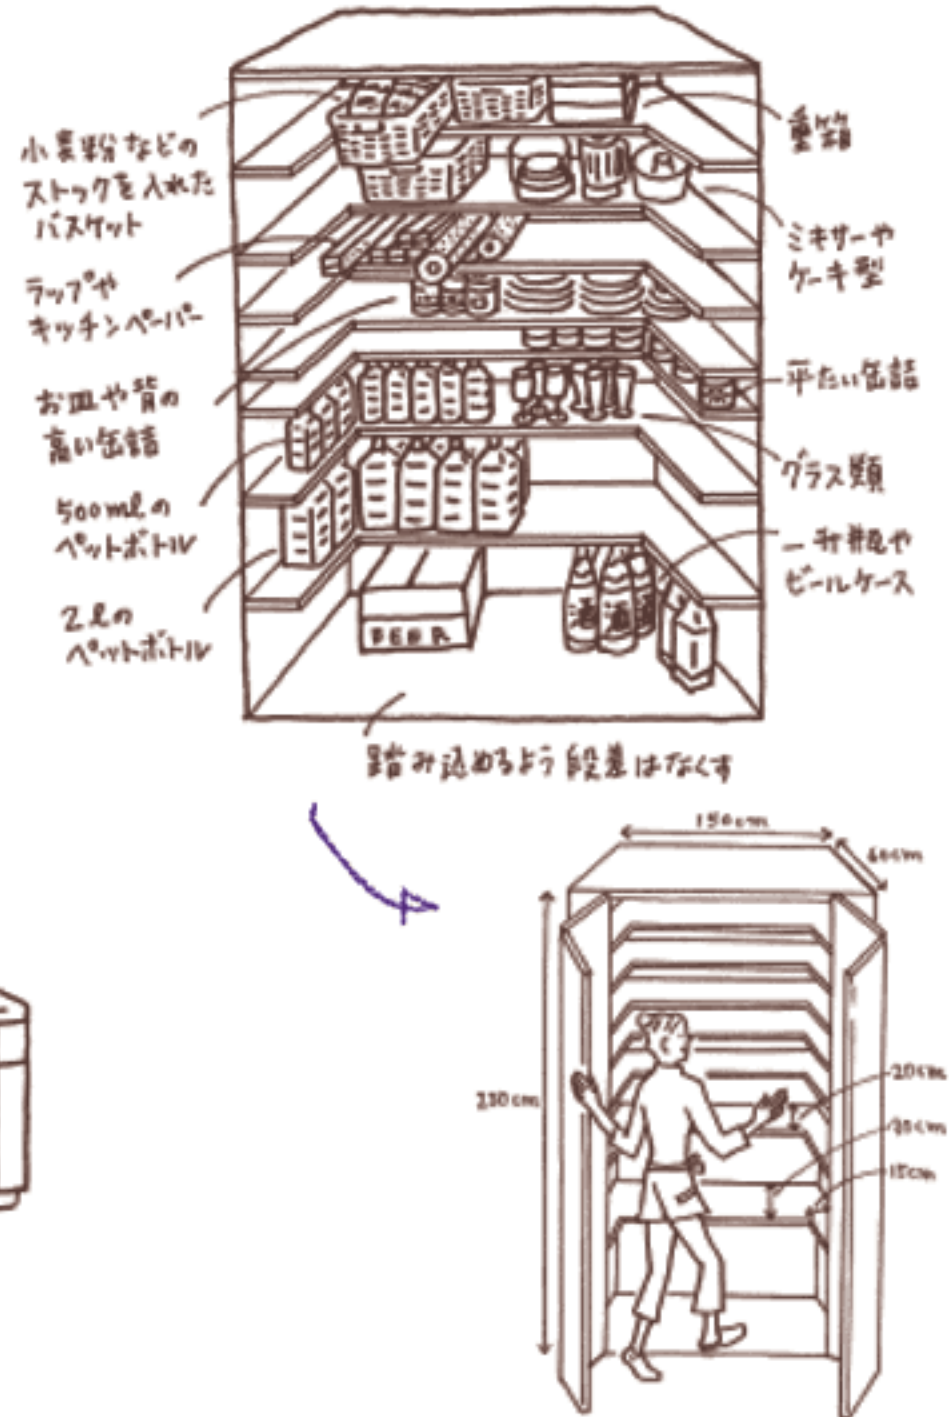 小麦粉などの
ストックを入れた
バスケット
ラップや
キッチンペーパー
お皿や背の
高い缶詰
500mlの
ペットボトル
2lの
ペットボトル
重箱
ミキサーや
ケーキ型
平たい缶詰
グラス類
一升瓶や
ビールケース
BEER
酒
酒
踏み込めるよう段差はなくす
150cm
60cm
230cm
20cm
30cm
15cm